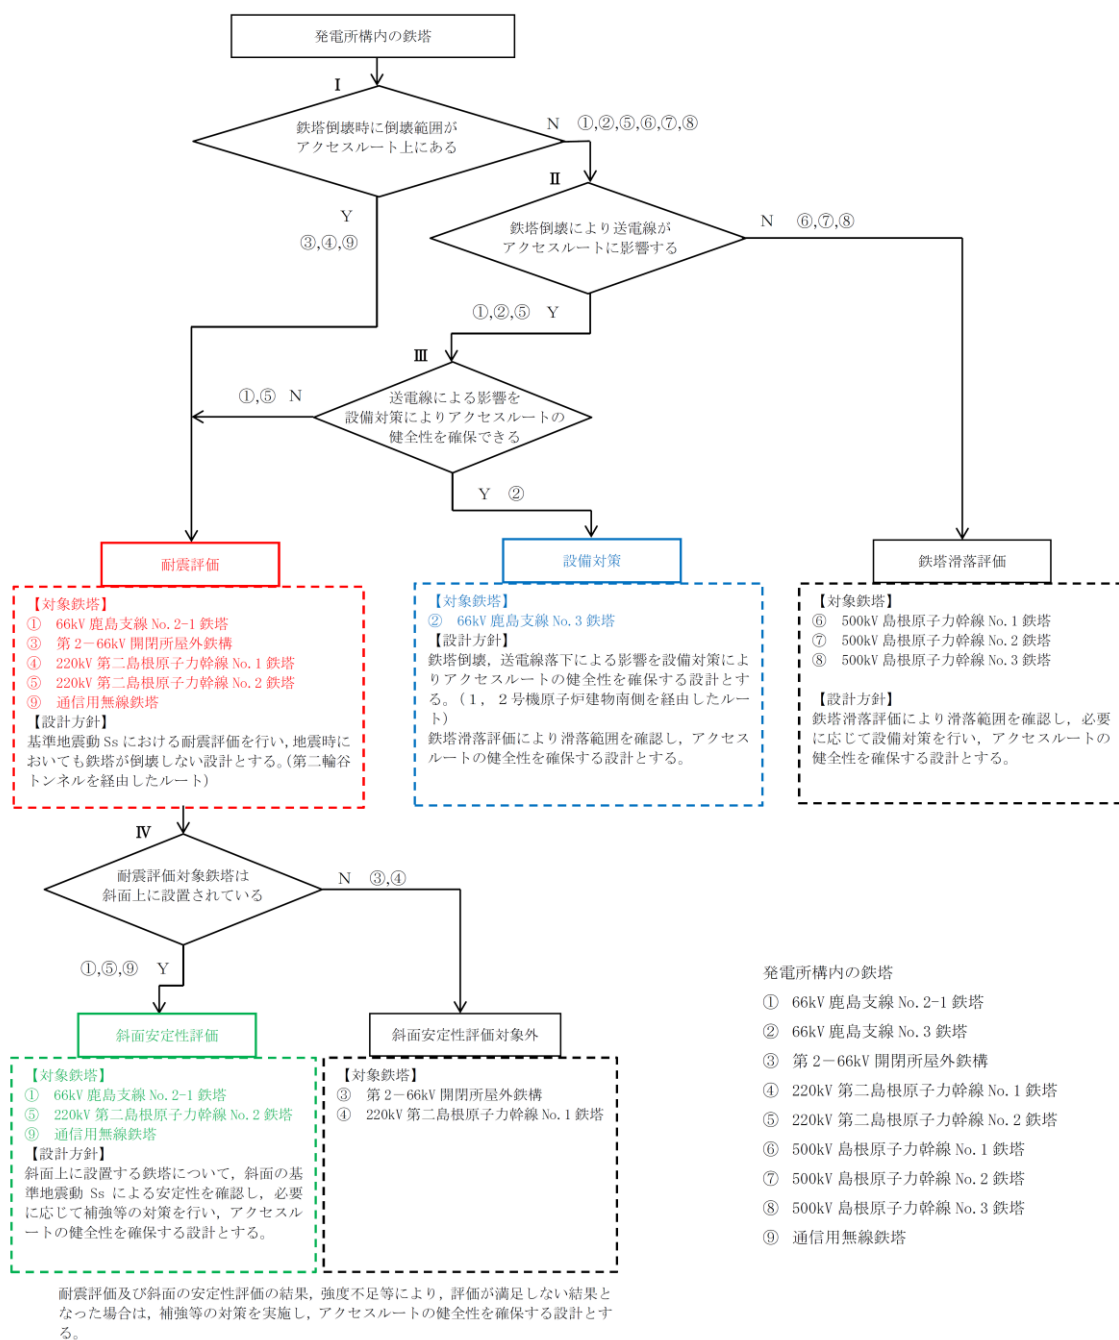 発電所構内の鉄塔
Ⅰ
鉄塔倒壊時に倒壊範囲が
アクセスルート上にある
N ①,②,⑤,⑥,⑦,⑧
Y
③,④,⑨
Ⅱ
鉄塔倒壊により送電線が
アクセスルートに影響する
N ⑥,⑦,⑧
①,②,⑤ Y
Ⅲ
送電線による影響を
設備対策によりアクセスルートの
健全性を確保できる
①,⑤ N
Y ②
耐震評価
【対象鉄塔】
① 66kV 鹿島支線 No.2-1 鉄塔
③ 第2-66kV 開閉所屋外鉄構
④ 220kV 第二島根原子力幹線 No.1 鉄塔
⑤ 220kV 第二島根原子力幹線 No.2 鉄塔
⑨ 通信用無線鉄塔
【設計方針】
基準地震動 Ss における耐震評価を行い,地震時に
おいても鉄塔が倒壊しない設計とする。(第二輪谷
トンネルを経由したルート)
設備対策
【対象鉄塔】
② 66kV 鹿島支線 No.3 鉄塔
【設計方針】
鉄塔倒壊,送電線落下による影響を設備対策によ
りアクセスルートの健全性を確保する設計とす
る。(1,2号機原子炉建物南側を経由したルー
ト)
鉄塔滑落評価により滑落範囲を確認し,アクセス
ルートの健全性を確保する設計とする。
鉄塔滑落評価
【対象鉄塔】
⑥ 500kV 島根原子力幹線 No.1 鉄塔
⑦ 500kV 島根原子力幹線 No.2 鉄塔
⑧ 500kV 島根原子力幹線 No.3 鉄塔
【設計方針】
鉄塔滑落評価により滑落範囲を確認し,必要
に応じて設備対策を行い,アクセスルートの
健全性を確保する設計とする。
Ⅳ
耐震評価対象鉄塔は
斜面上に設置されている
N ③,④
①,⑤,⑨ Y
斜面安定性評価
【対象鉄塔】
① 66kV 鹿島支線 No.2-1 鉄塔
⑤ 220kV 第二島根原子力幹線 No.2 鉄塔
⑨ 通信用無線鉄塔
【設計方針】
斜面上に設置する鉄塔について,斜面の基
準地震動 Ss による安定性を確認し,必要
に応じて補強等の対策を行い,アクセスル
ートの健全性を確保する設計とする。
斜面安定性評価対象外
【対象鉄塔】
③ 第2-66kV 開閉所屋外鉄構
④ 220kV 第二島根原子力幹線 No.1 鉄塔
発電所構内の鉄塔
① 66kV 鹿島支線 No.2-1 鉄塔
② 66kV 鹿島支線 No.3 鉄塔
③ 第2-66kV 開閉所屋外鉄構
④ 220kV 第二島根原子力幹線 No.1 鉄塔
⑤ 220kV 第二島根原子力幹線 No.2 鉄塔
⑥ 500kV 島根原子力幹線 No.1 鉄塔
⑦ 500kV 島根原子力幹線 No.2 鉄塔
⑧ 500kV 島根原子力幹線 No.3 鉄塔
⑨ 通信用無線鉄塔
耐震評価及び斜面の安定性評価の結果,強度不足等により,評価が満足しない結果と
なった場合は,補強等の対策を実施し,アクセスルートの健全性を確保する設計とす
る。